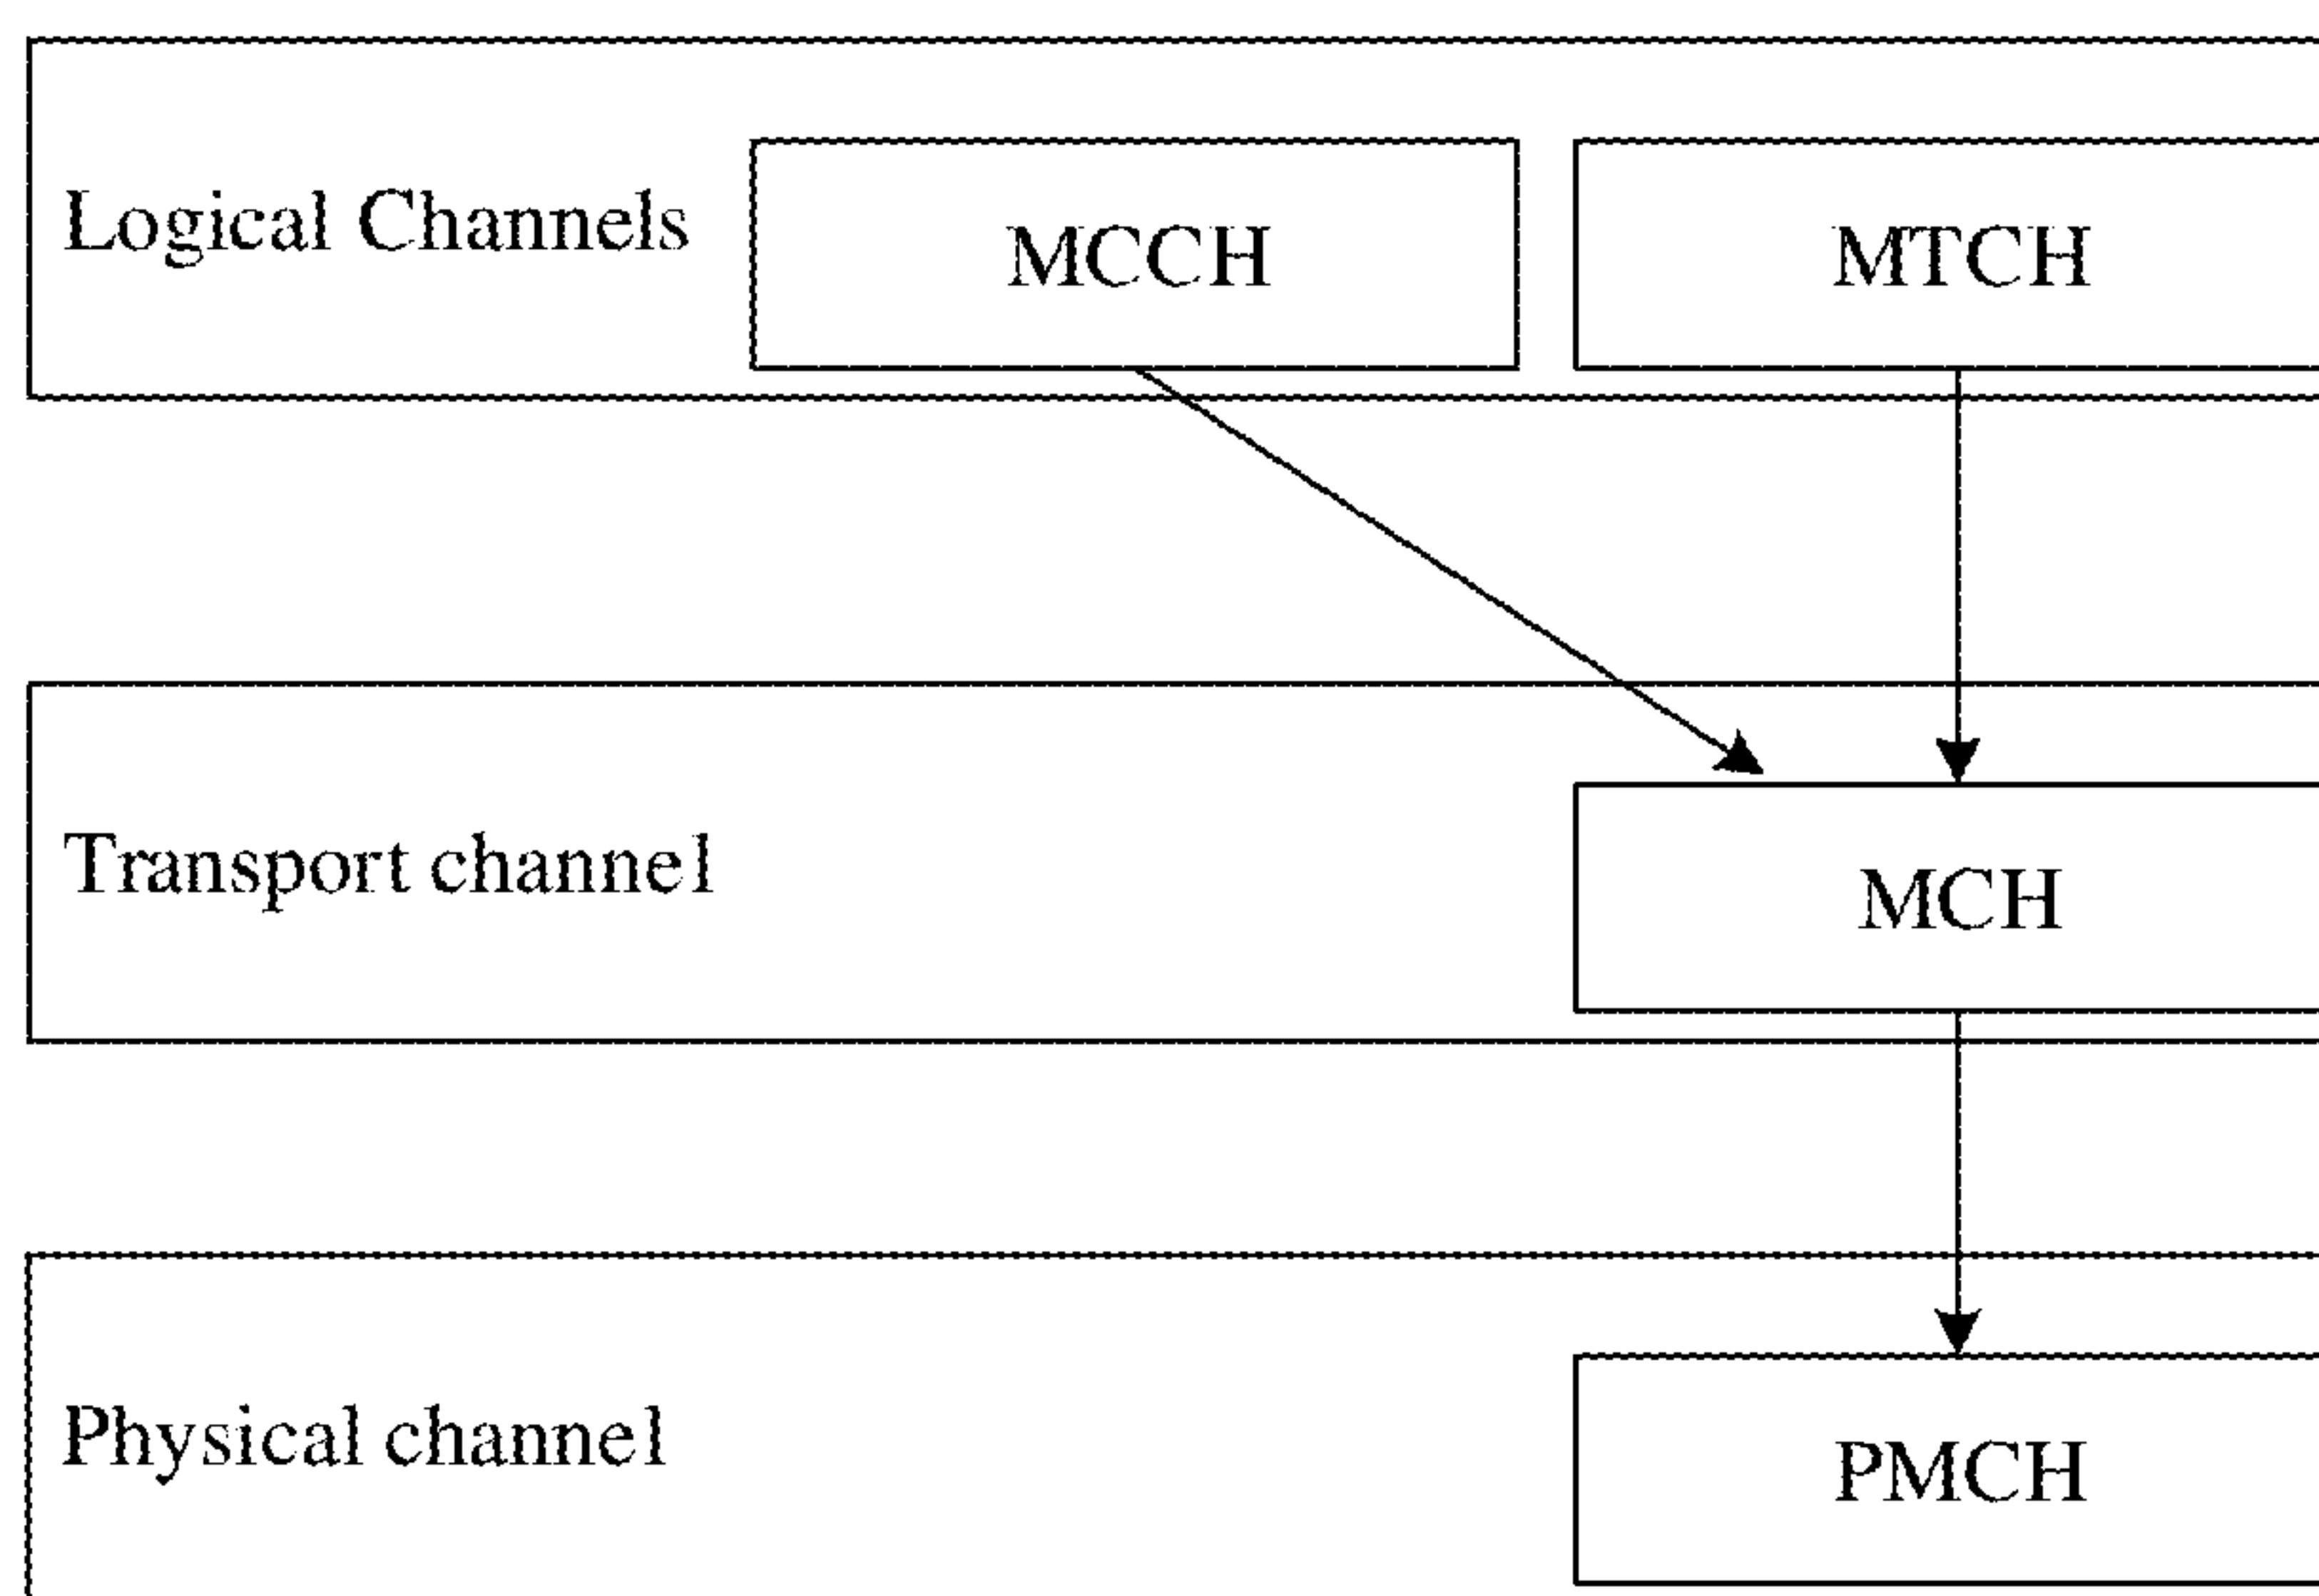 Logical Channels
MCCH
MTCH
Transport channel
MCH
Physical channel
PMCH